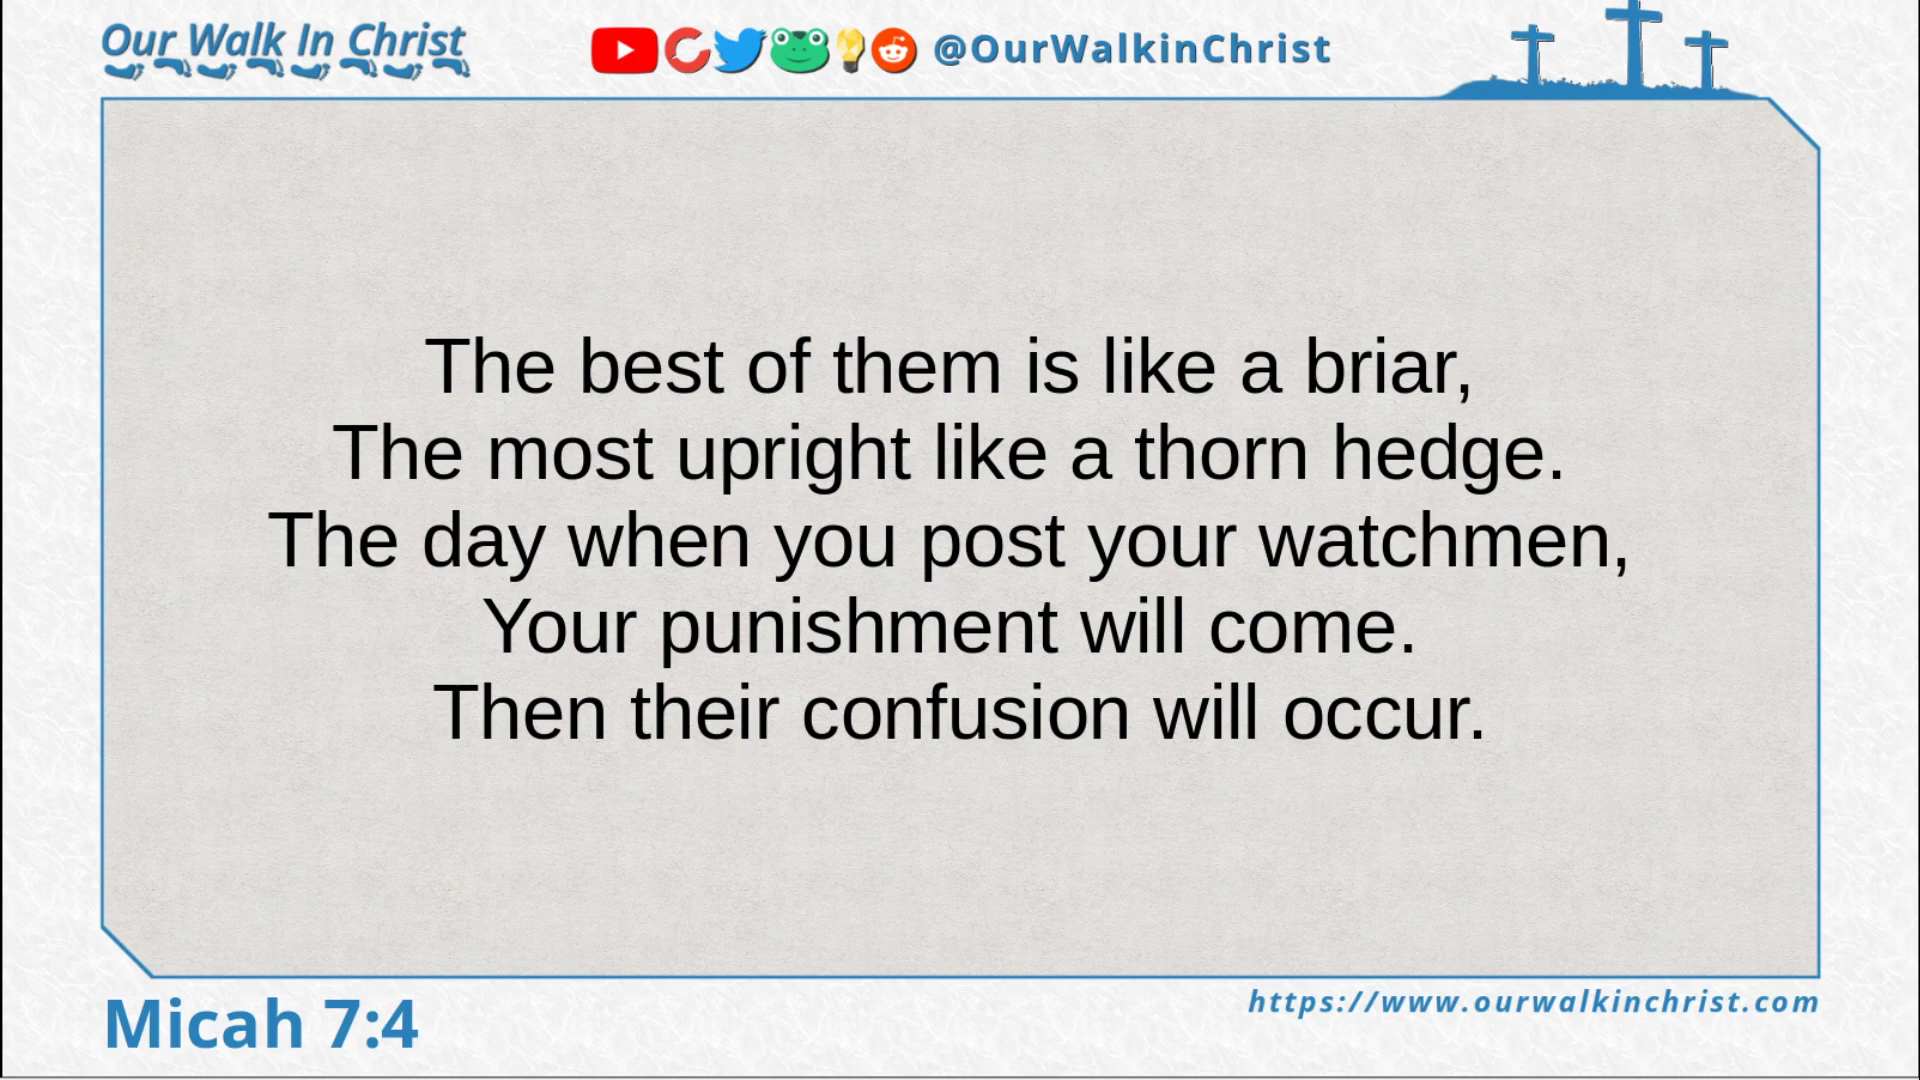 Our Walk In Christ
@OurWalkinChrist
The best of them is like a briar,
The most upright like a thorn hedge.
The day when you post your watchmen,
Your punishment will come.
Then their confusion will occur.
Micah 7:4
https://www.ourwalkinchrist.com